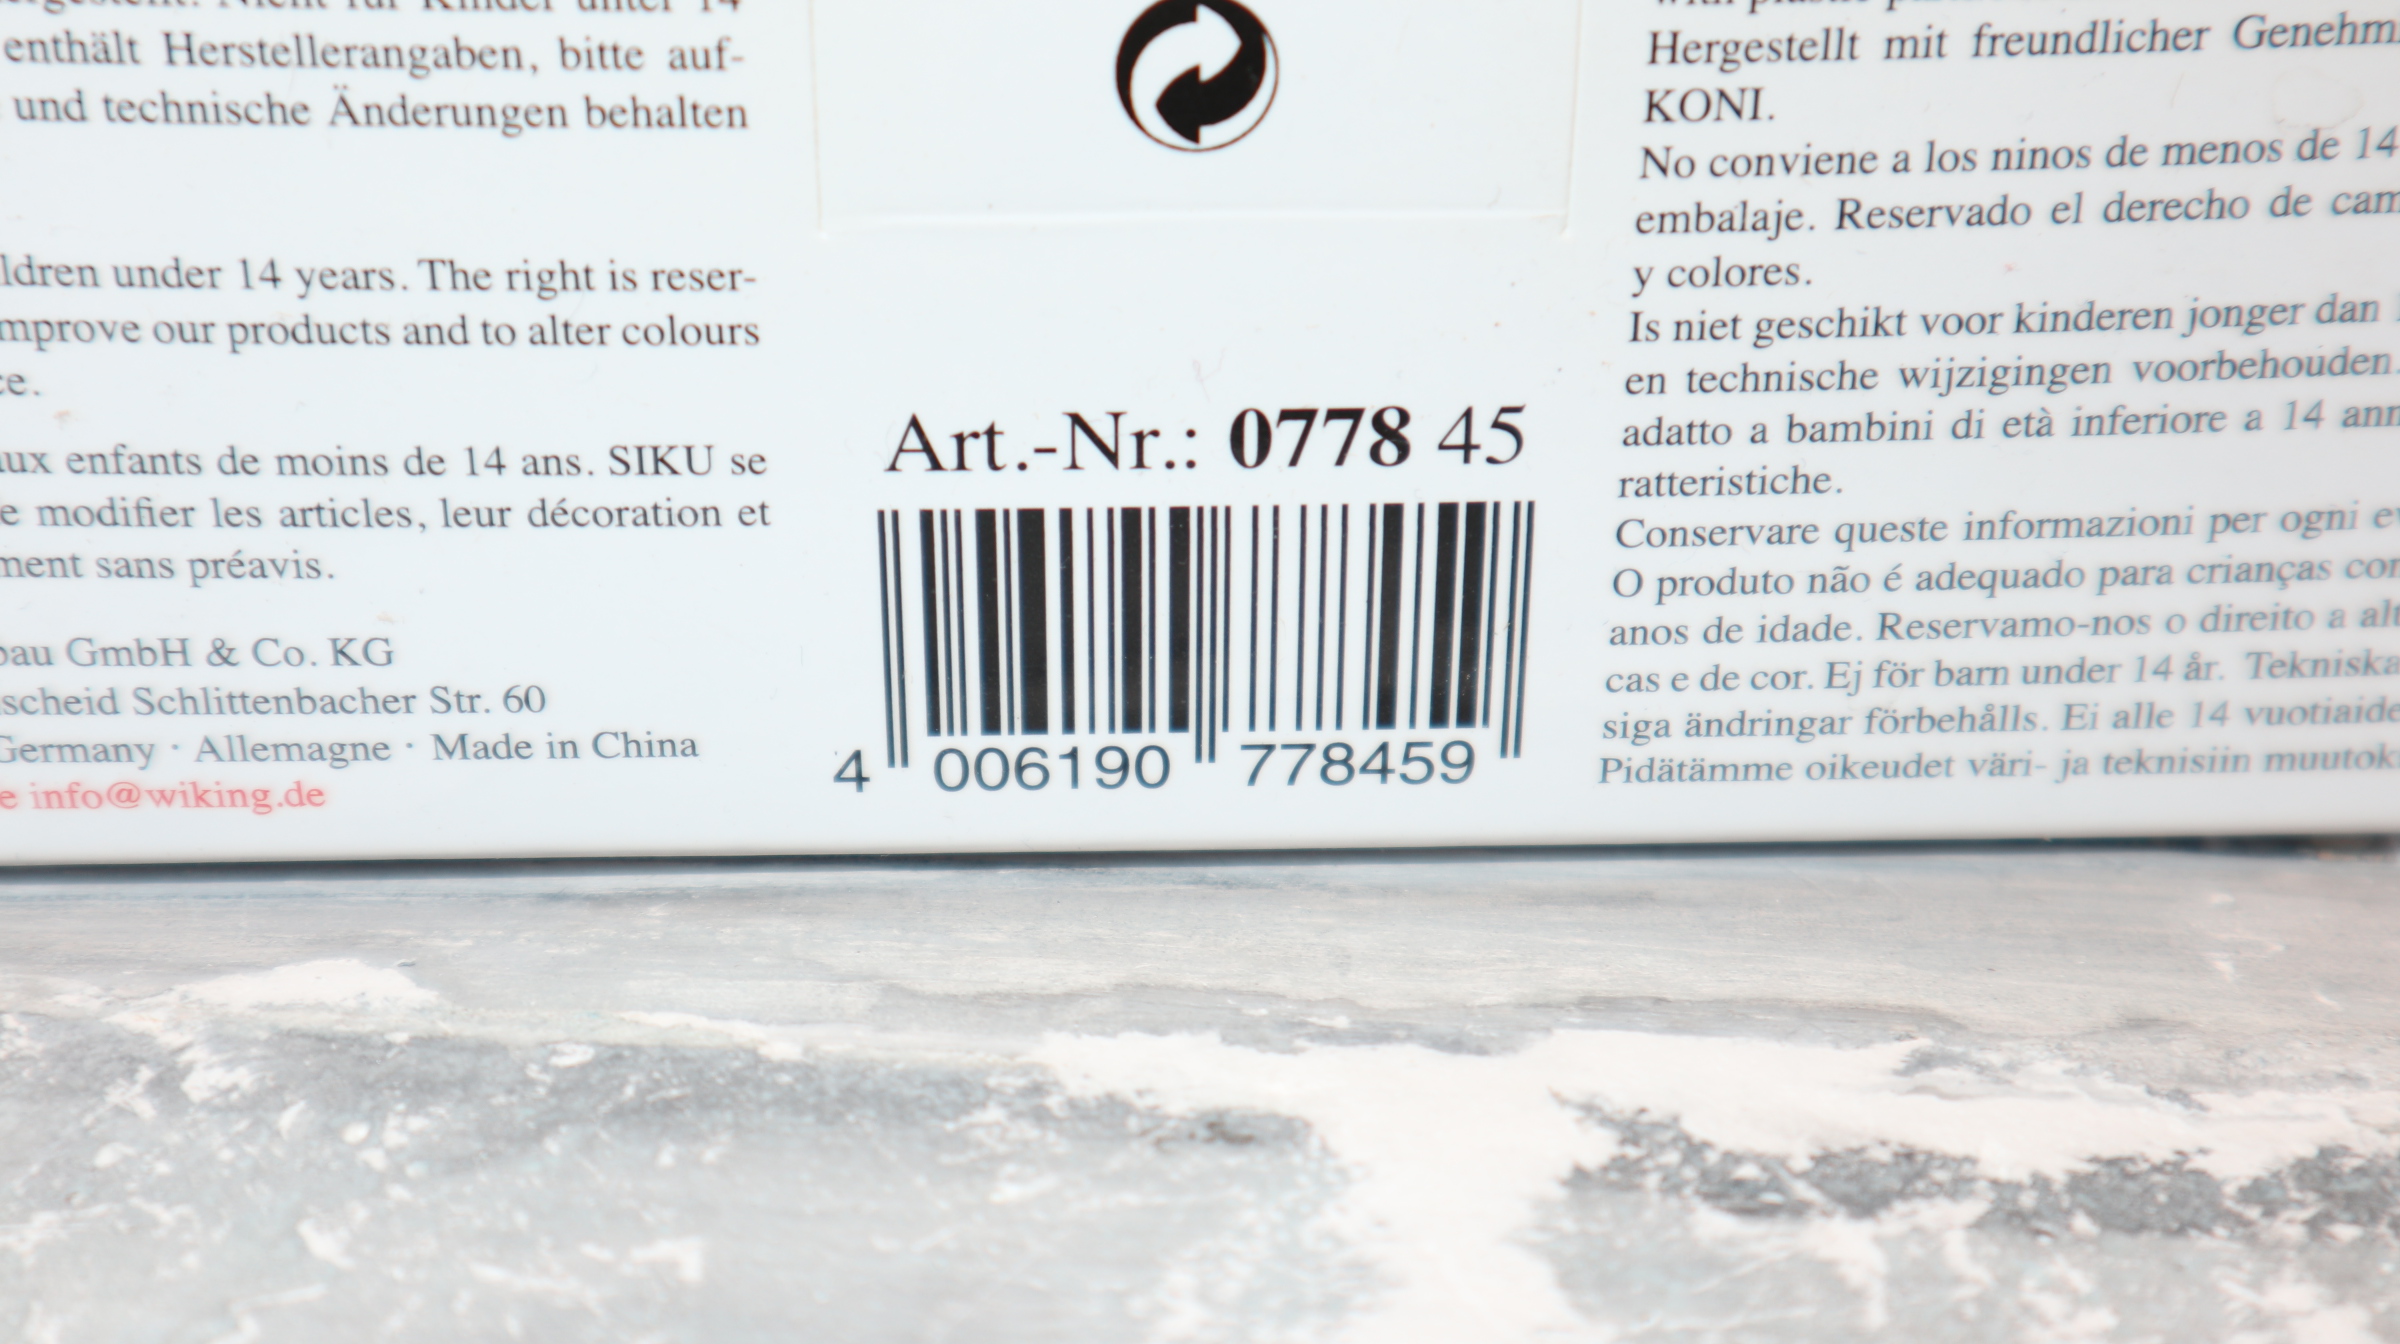 enthält Herstellerangaben, bitte auf-
und technische Änderungen behalten
ldren under 14 years. The right is reser-
mprove our products and to alter colours
ce.
ux enfants de moins de 14 ans. SIKU se
e modifier les articles, leur décoration et
ment sans préavis.
bau GmbH & Co. KG
scheid Schlittenbacher Str. 60
Germany · Allemagne · Made in China
e info@wiking.de
Art.-Nr.: 0778 45
4 006190 778459
Hergestellt mit freundlicher Genehm
KONI.
No conviene a los ninos de menos de 14
embalaje. Reservado el derecho de cam
y colores.
Is niet geschikt voor kinderen jonger dan
en technische wijzigingen voorbehouden.
adatto a bambini di età inferiore a 14 ann
ratteristiche.
Conservare queste informazioni per ogni ev
O produto não é adequado para crianças con
anos de idade. Reservamo-nos o direito a alt
cas e de cor. Ej för barn under 14 år. Tekniska
siga ändringar förbehålls. Ei alle 14 vuotiaide
Pidätämme oikeudet väri- ja teknisiin muutok